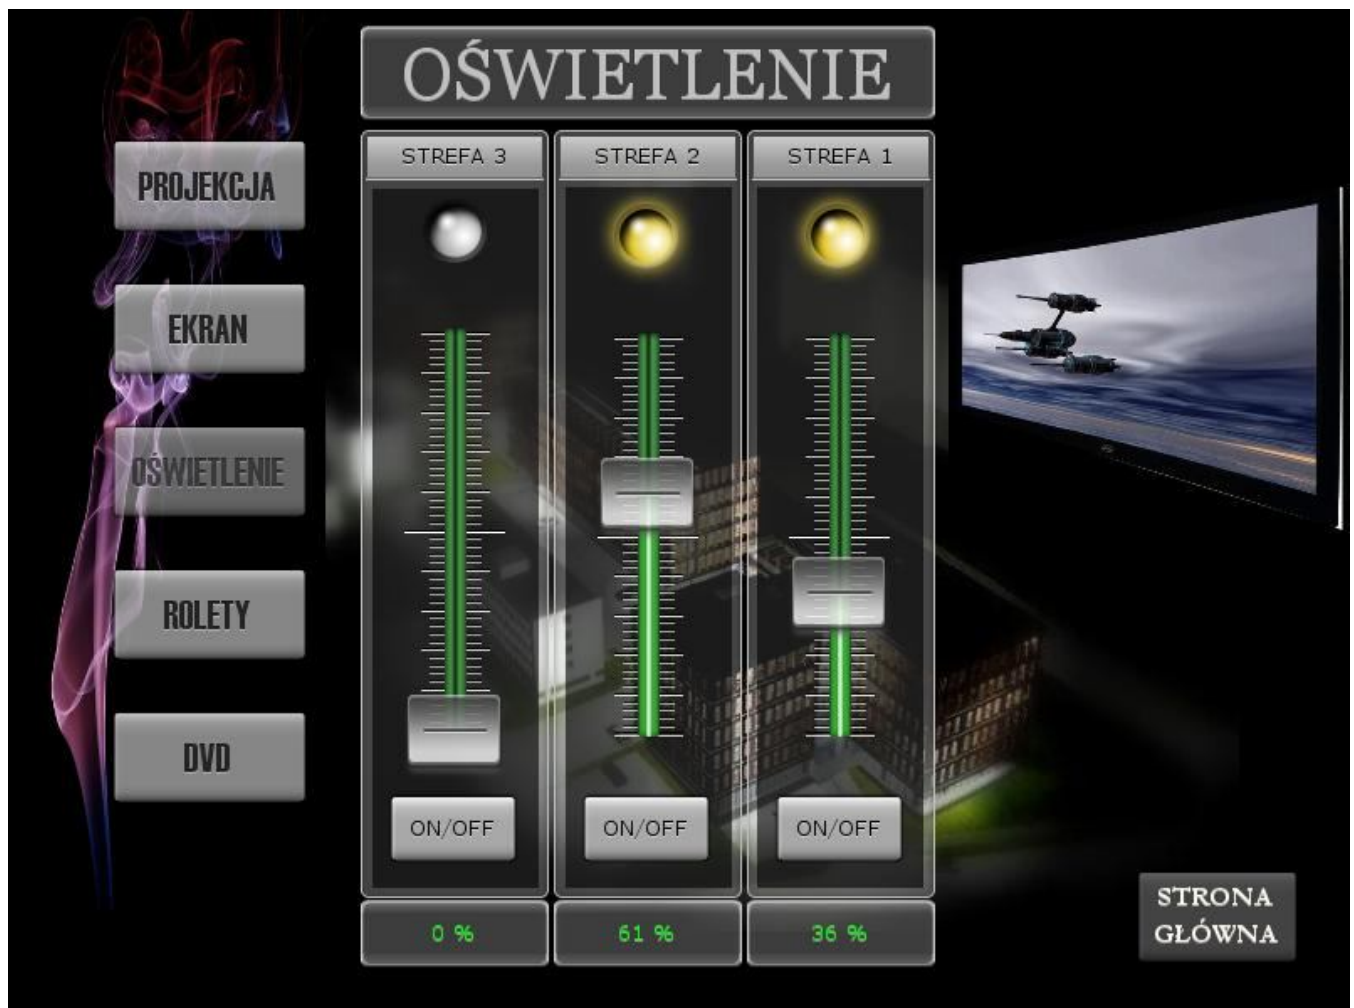 OŚWIETLENIE
STREFA 3
STREFA 2
STREFA 1
PROJEKCJA
EKRAN
OŚWIETLENIE
ROLETY
DVD
ON/OFF
ON/OFF
ON/OFF
0 %
61 %
36 %
STRONA
GŁÓWNA